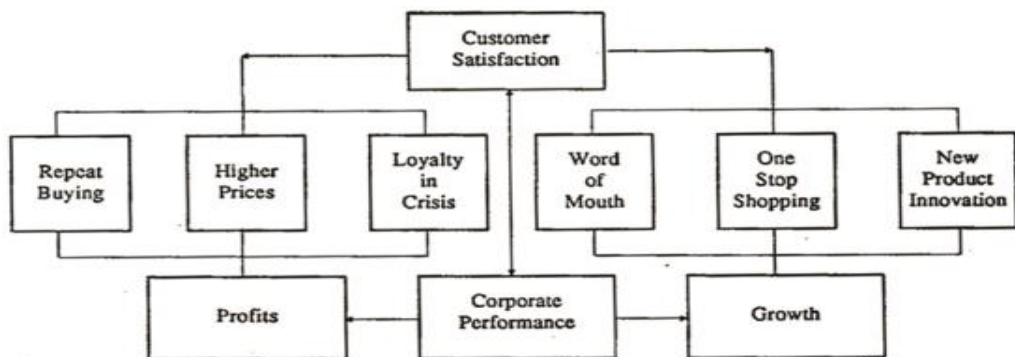 Customer
Satisfaction
Repeat
Buying
Higher
Prices
Loyalty
in
Crisis
Word
of
Mouth
One
Stop
Shopping
New
Product
Innovation
Profits
Corporate
Performance
Growth